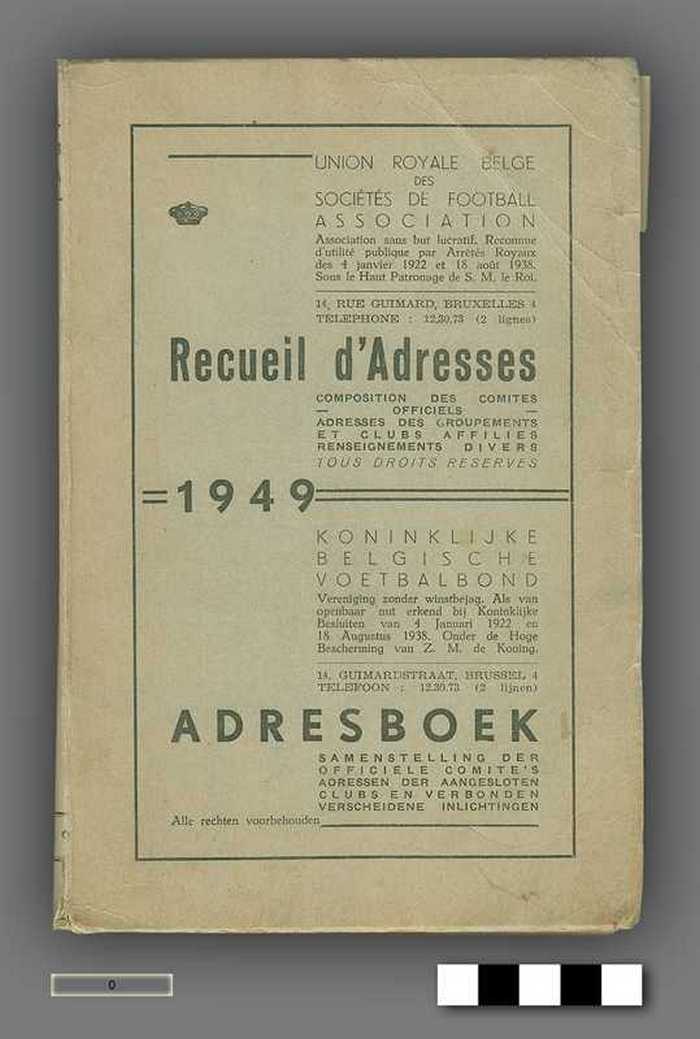 UNION ROYALE BELGE
DES
SOCIÉTÉS DE FOOTBALL
ASSOCIATION
Association sans but lucratif. Reconnue
d'utilité publique par Arrêtés Royaux
des 4 janvier 1922 et 18 août 1938.
Sous le Haut Patronage de S. M. le Roi.
14, RUE GUIMARD, BRUXELLES 4
TELEPHONE : 12.30.73 (2 lignes)
Recueil d'Adresses
COMPOSITION DES COMITES
— OFFICIELS —
ADRESSES DES GROUPEMENTS
ET CLUBS AFFILIES
RENSEIGNEMENTS DIVERS
TOUS DROITS RESERVES
=1949
KONINKLIJKE
BELGISCHE
VOETBALBOND
Vereniging zonder winstbejag. Als van
openbaar nut erkend bij Koninklijke
Besluiten van 4 Januari 1922 en
18 Augustus 1938. Onder de Hoge
Bescherming van Z. M. de Koning.
14, GUIMARDSTRAAT, BRUSSEL 4
TELEFOON : 12.30.73 (2 lijnen)
ADRESBOEK
SAMENSTELLING DER
OFFICIELE COMITE'S
ADRESSEN DER AANGESLOTEN
CLUBS EN VERBONDEN
VERSCHEIDENE INLICHTINGEN
Alle rechten voorbehouden
0